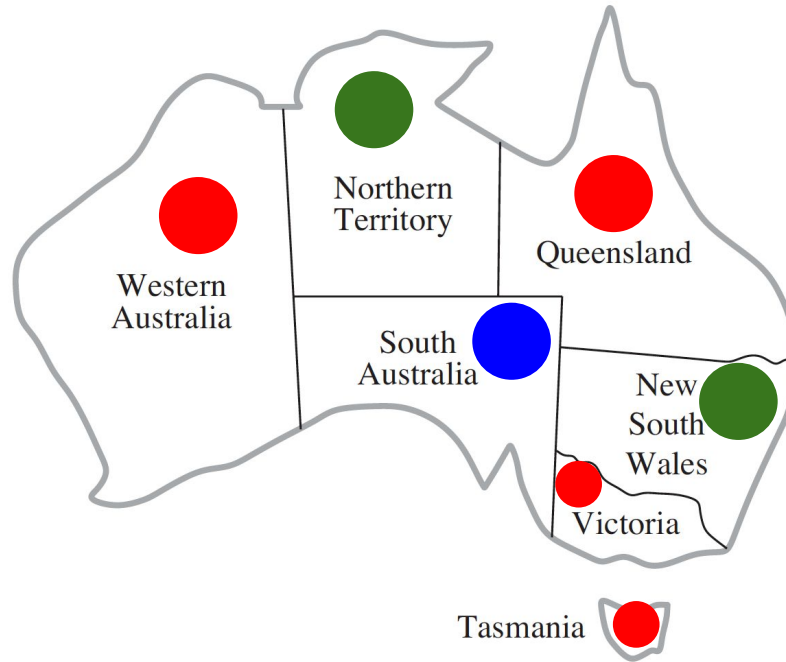 Northern
Territory
Queensland
Western
Australia
South
Australia
New
South
Wales
Victoria
Tasmania